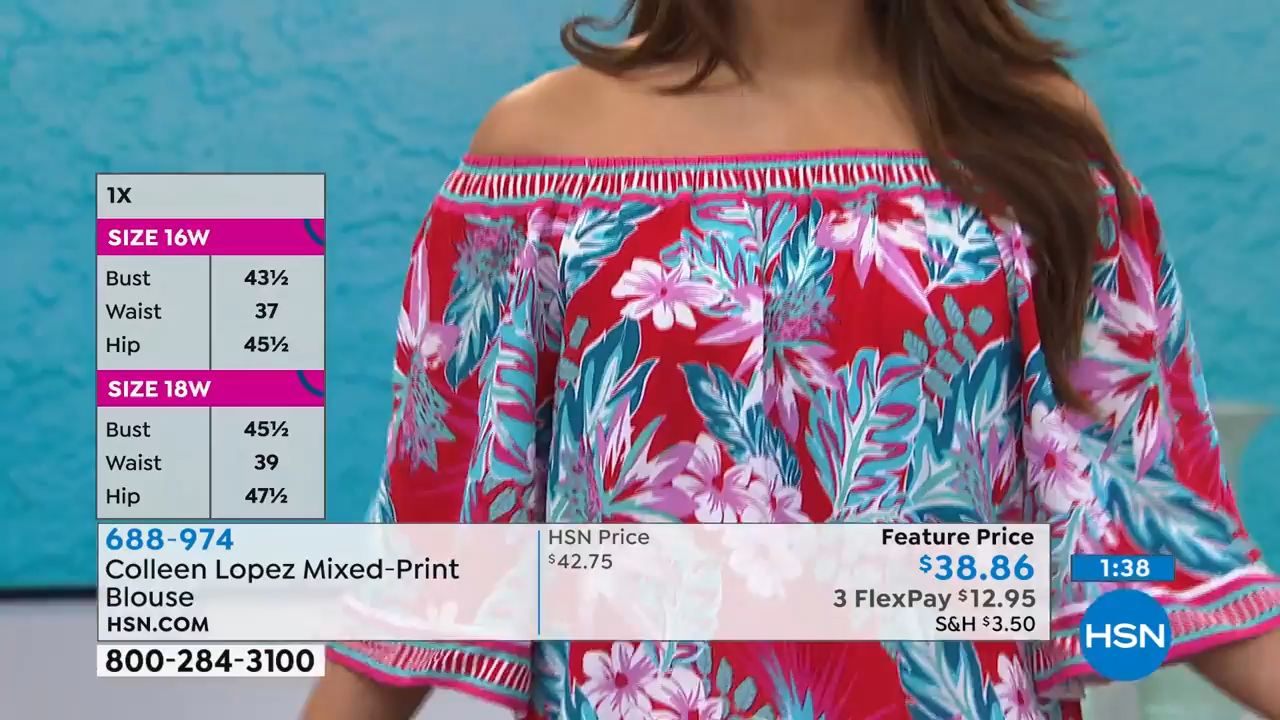 1X
SIZE 16W
Bust 43½
Waist 37
Hip 45½
SIZE 18W
Bust 45½
Waist 39
Hip 47½
688-974
Colleen Lopez Mixed-Print
Blouse
HSN.COM
HSN Price
$42.75
Feature Price
$38.86
3 FlexPay $12.95
S&H $3.50
1:38
HSN
800-284-3100